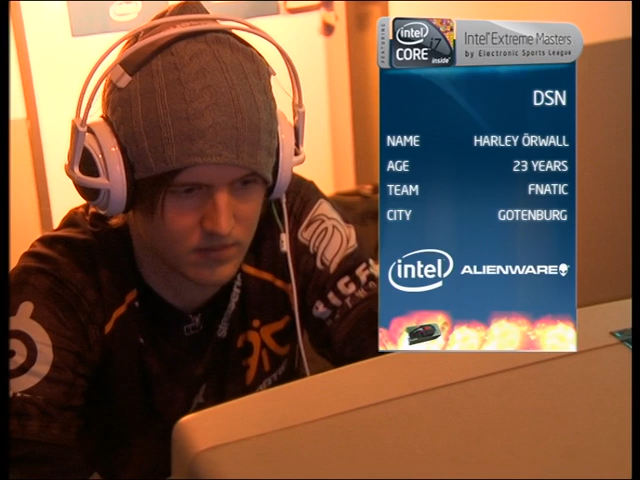 FEATURING
intel
CORE i7
inside
Intel Extreme Masters
by Electronic Sports League
DSN
NAME HARLEY ÖRWALL
AGE 23 YEARS
TEAM FNATIC
CITY GOTENBURG
intel ALIENWARE